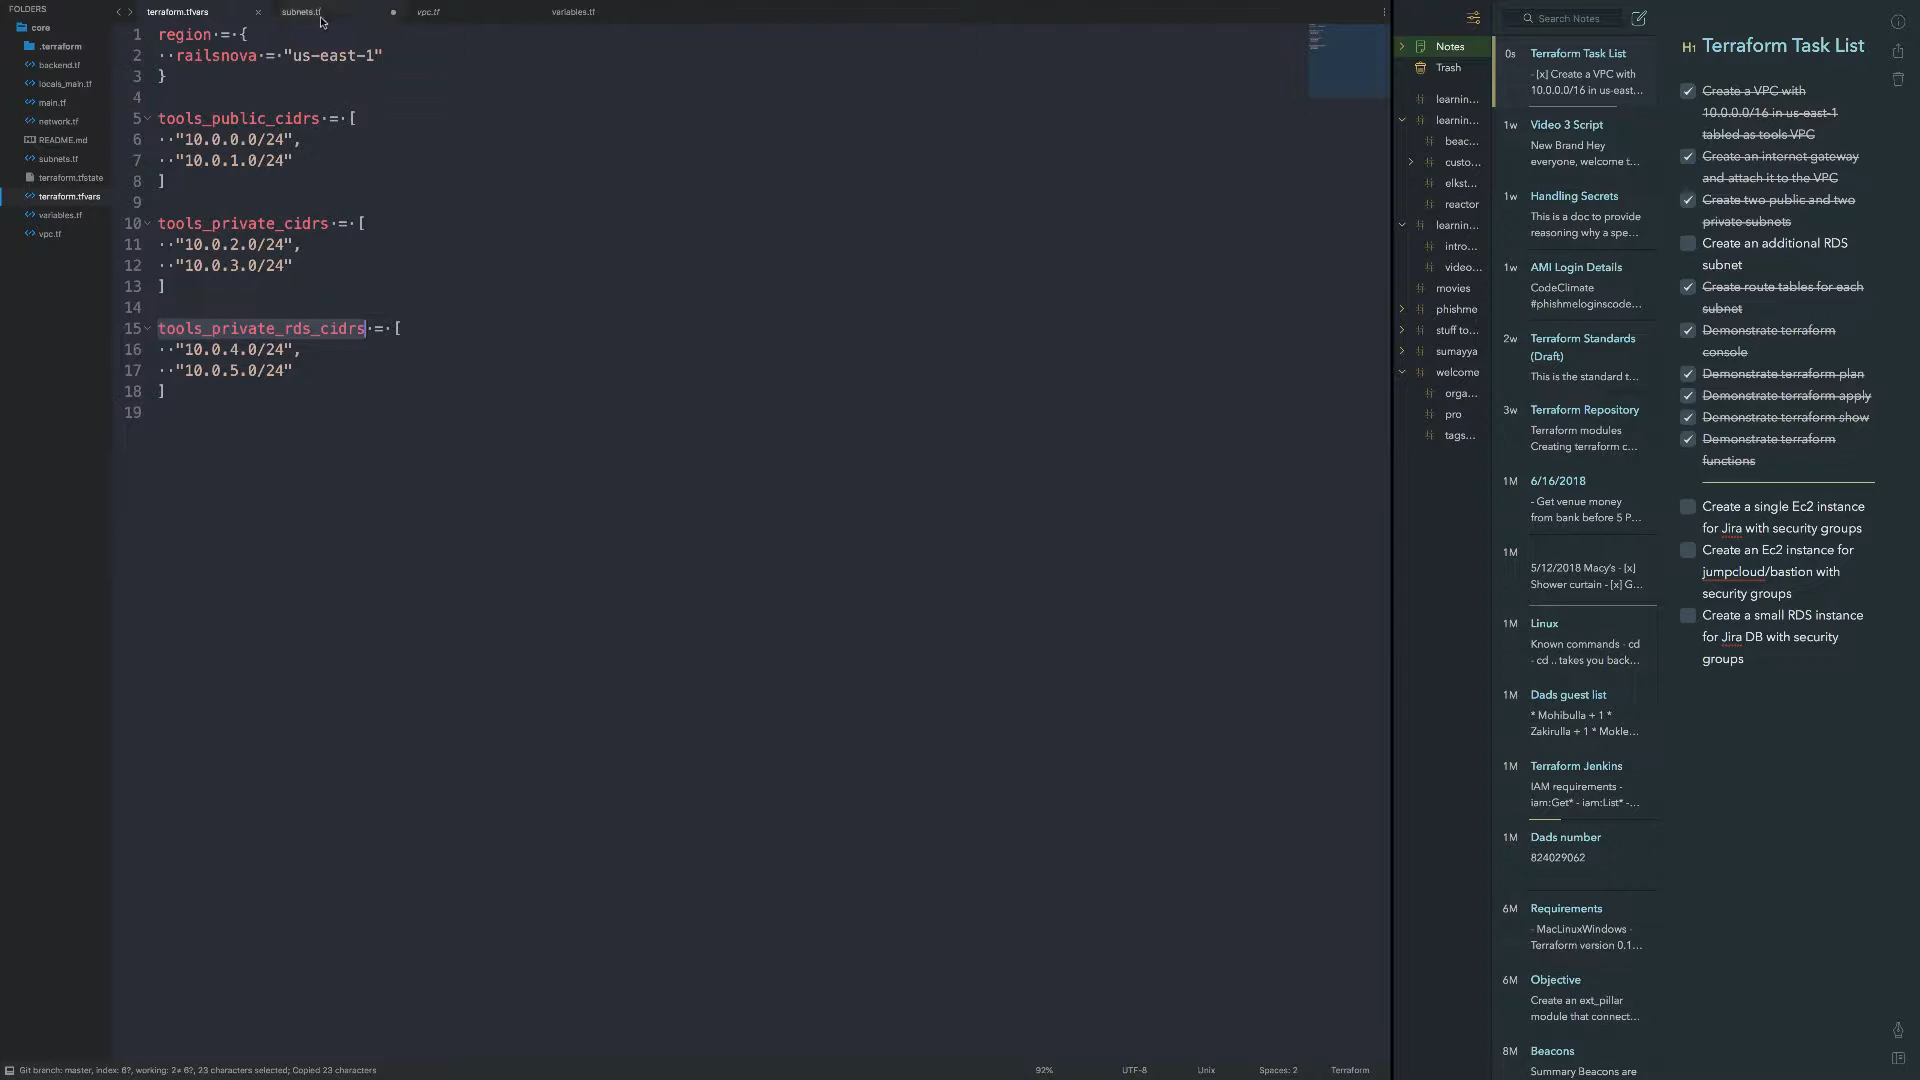 FOLDERS
core
.terraform
backend.tf
locals_main.tf
main.tf
network.tf
README.md
subnets.tf
terraform.tfstate
terraform.tfvars
variables.tf
vpc.tf
terraform.tfvars
subnets.tf
vpc.tf
variables.tf
1 region = {
2 ··railsnova = "us-east-1"
3 }
4
5 tools_public_cidrs = [
6 ··"10.0.0.0/24",
7 ··"10.0.1.0/24"
8 ]
9
10 tools_private_cidrs = [
11 ··"10.0.2.0/24",
12 ··"10.0.3.0/24"
13 ]
14
15 tools_private_rds_cidrs = [
16 ··"10.0.4.0/24",
17 ··"10.0.5.0/24"
18 ]
19
Git branch: master, index: 6?, working: 2≠ 6?, 23 characters selected; Copied 23 characters
92%
UTF-8
Unix
Spaces: 2
Terraform
Notes
Trash
learnin...
learnin...
beac...
custo...
elkst...
reactor
learnin...
intro...
video...
movies
phishme
stuff to...
sumayya
welcome
orga...
pro
tags...
Search Notes
0s Terraform Task List
- [x] Create a VPC with
10.0.0.0/16 in us-east...
1w Video 3 Script
New Brand Hey
everyone, welcome t...
1w Handling Secrets
This is a doc to provide
reasoning why a spe...
1w AMI Login Details
CodeClimate
#phishmeloginscode...
2w Terraform Standards
(Draft)
This is the standard t...
3w Terraform Repository
Terraform modules
Creating terraform c...
1M 6/16/2018
- Get venue money
from bank before 5 P...
1M
5/12/2018 Macy's - [x]
Shower curtain - [x] G...
1M Linux
Known commands - cd
- cd .. takes you back...
1M Dads guest list
* Mohibulla + 1 *
Zakirulla + 1 * Mokle...
1M Terraform Jenkins
IAM requirements -
iam:Get* - iam:List* -...
1M Dads number
824029062
6M Requirements
- MacLinuxWindows -
Terraform version 0.1...
6M Objective
Create an ext_pillar
module that connect...
8M Beacons
Summary Beacons are
H1 Terraform Task List
Create a VPC with
10.0.0.0/16 in us-east-1
tabled as tools VPC
Create an internet gateway
and attach it to the VPC
Create two public and two
private subnets
Create an additional RDS
subnet
Create route tables for each
subnet
Demonstrate terraform
console
Demonstrate terraform plan
Demonstrate terraform apply
Demonstrate terraform show
Demonstrate terraform
functions
Create a single Ec2 instance
for Jira with security groups
Create an Ec2 instance for
jumpcloud/bastion with
security groups
Create a small RDS instance
for Jira DB with security
groups